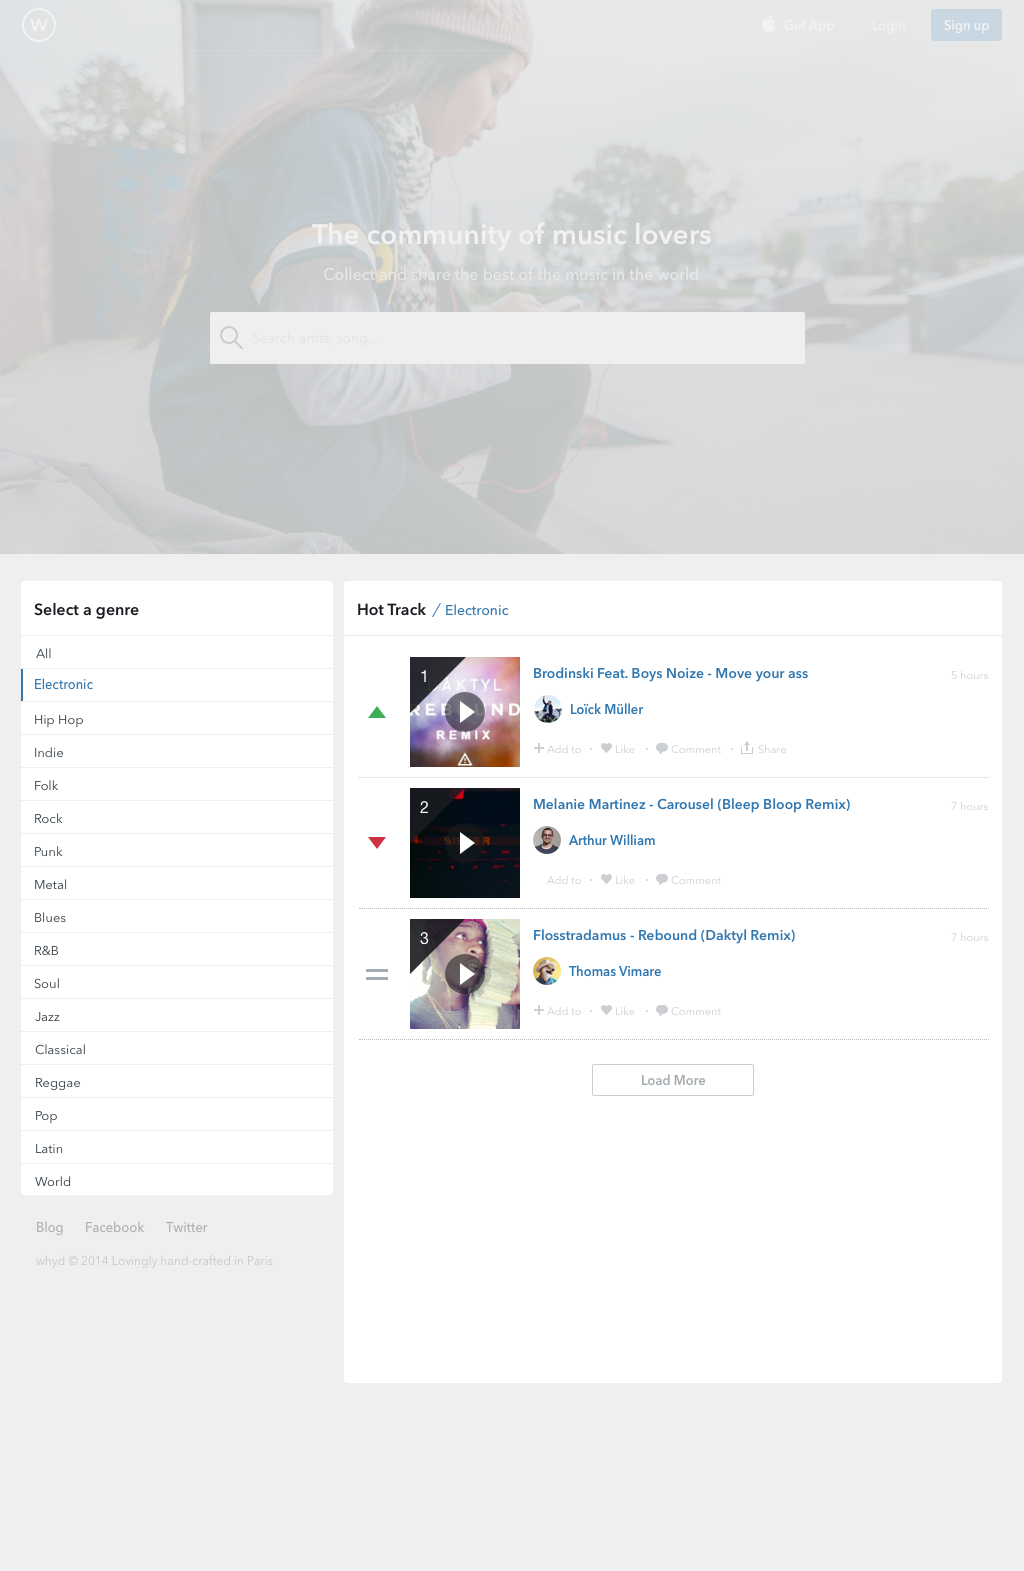 W
Get App
Login
Sign up
The community of music lovers
Collect and share the best of the music in the world
Search artist, song...
Select a genre
All
Electronic
Hip Hop
Indie
Folk
Rock
Punk
Metal
Blues
R&B
Soul
Jazz
Classical
Reggae
Pop
Latin
World
Blog Facebook Twitter
whyd © 2014 Lovingly hand-crafted in Paris
Hot Track / Electronic
1
AKTYL
REBOUND
REMIX
Brodinski Feat. Boys Noize - Move your ass
5 hours
Loïck Müller
Add to · Like · Comment · Share
2
Melanie Martinez - Carousel (Bleep Bloop Remix)
7 hours
Arthur William
Add to · Like · Comment
3
Flosstradamus - Rebound (Daktyl Remix)
7 hours
Thomas Vimare
Add to · Like · Comment
Load More